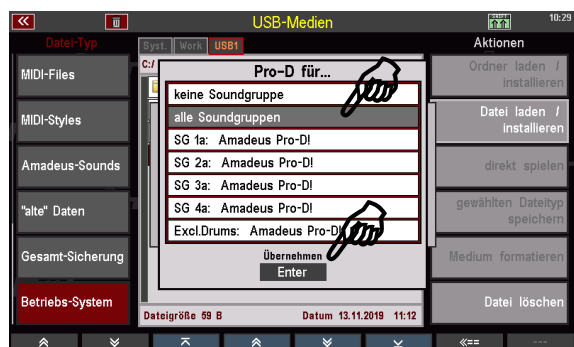 USB-Medien
SHIFT
10:29
Datei-Typ
Syst. Work USB1
Aktionen
C:/
MIDI-Files
MIDI-Styles
Amadeus-Sounds
"alte" Daten
Gesamt-Sicherung
Betriebs-System
Pro-D für...
keine Soundgruppe
alle Soundgruppen
SG 1a: Amadeus Pro-D!
SG 2a: Amadeus Pro-D!
SG 3a: Amadeus Pro-D!
SG 4a: Amadeus Pro-D!
Excl.Drums: Amadeus Pro-D!
Übernehmen
Enter
Dateigröße 59 B
Datum 13.11.2019 11:12
Ordner laden /
installieren
Datei laden /
installieren
direkt spielen
gewählten Dateityp
speichern
Medium formatieren
Datei löschen
«==
---